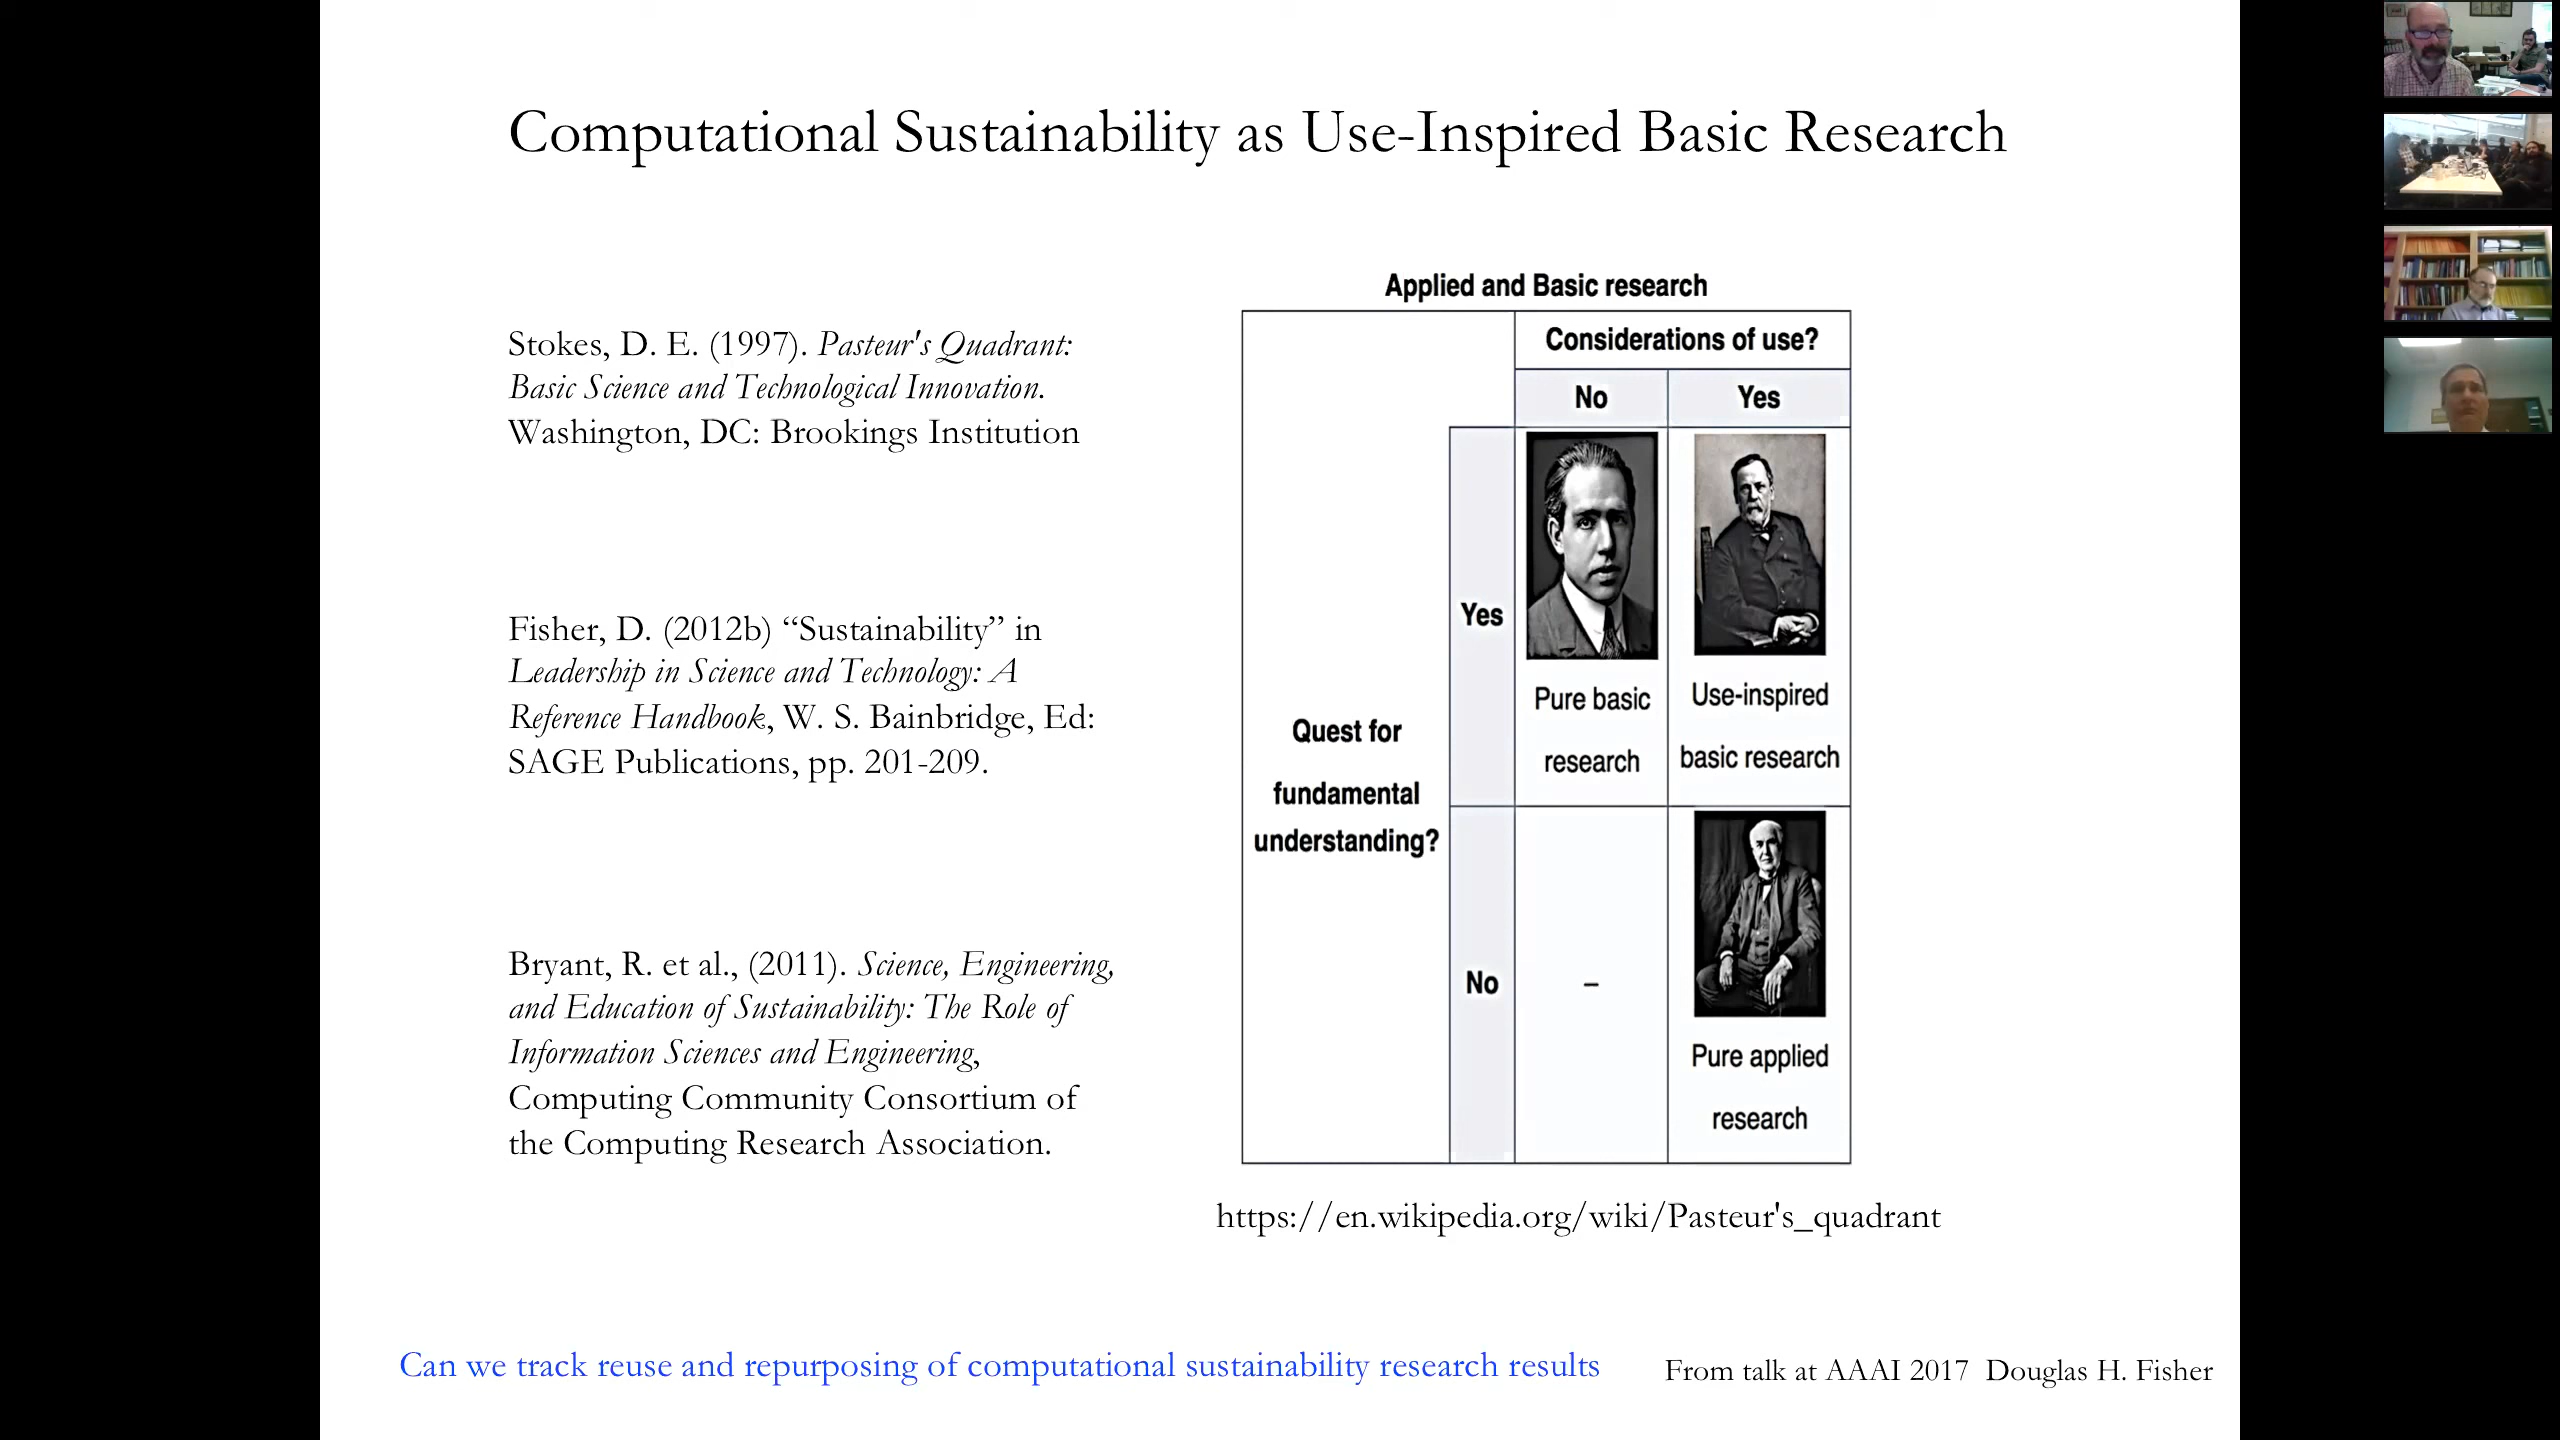 Computational Sustainability as Use-Inspired Basic Research
Stokes, D. E. (1997). Pasteur's Quadrant:
Basic Science and Technological Innovation.
Washington, DC: Brookings Institution
Fisher, D. (2012b) “Sustainability” in
Leadership in Science and Technology: A
Reference Handbook, W. S. Bainbridge, Ed:
SAGE Publications, pp. 201-209.
Bryant, R. et al., (2011). Science, Engineering,
and Education of Sustainability: The Role of
Information Sciences and Engineering,
Computing Community Consortium of
the Computing Research Association.
Applied and Basic research
Considerations of use?
No
Yes
Quest for
fundamental
understanding?
Yes
Pure basic
research
Use-inspired
basic research
No
–
Pure applied
research
https://en.wikipedia.org/wiki/Pasteur's_quadrant
Can we track reuse and repurposing of computational sustainability research results
From talk at AAAI 2017 Douglas H. Fisher